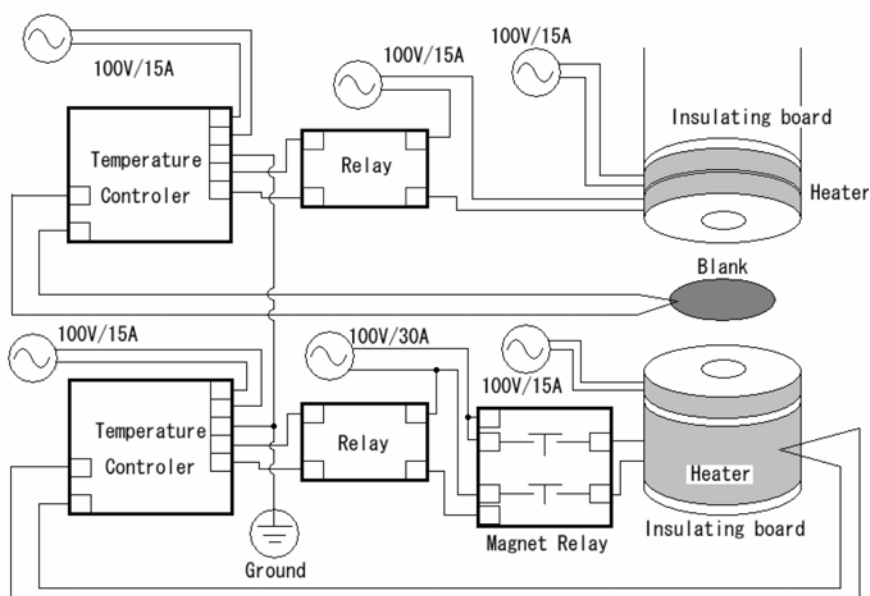 100V/15A
100V/15A
100V/15A
Insulating board
Temperature
Controler
Relay
Heater
Blank
100V/15A
100V/30A
100V/15A
Temperature
Controler
Relay
Heater
Magnet Relay
Insulating board
Ground